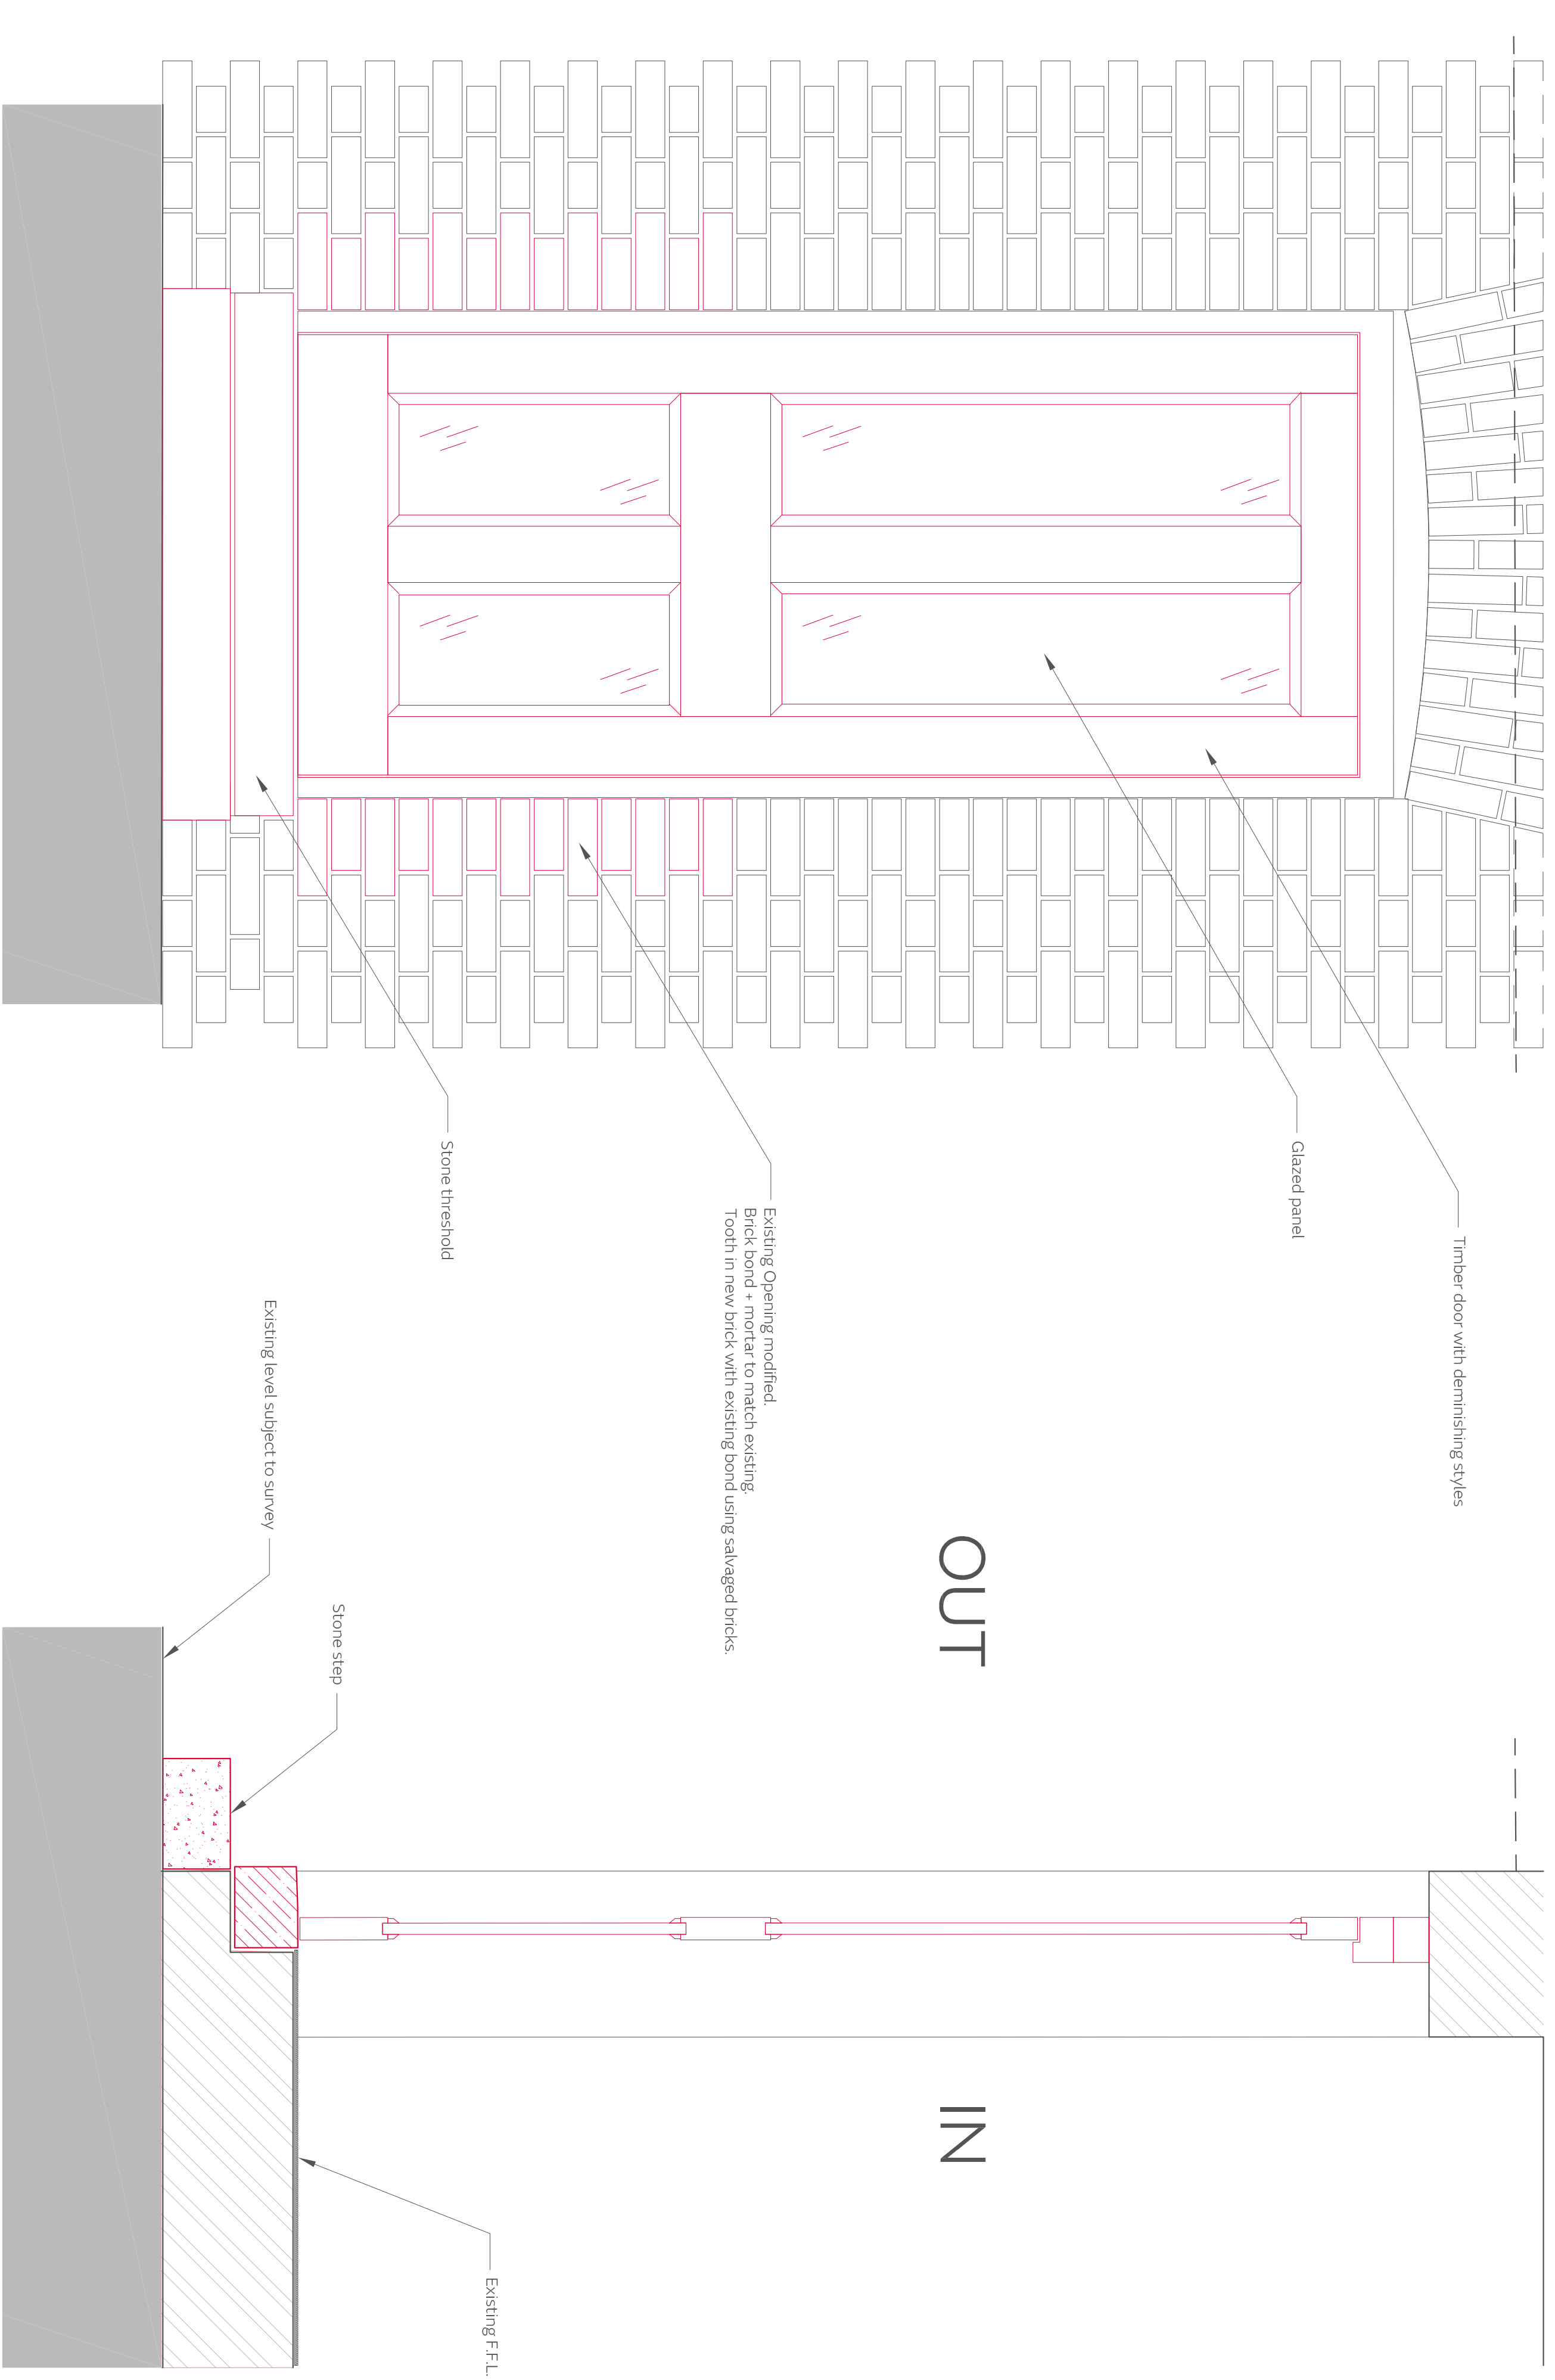 Timber door with deminishing styles
Glazed panel
Existing Opening modified.
Brick bond + mortar to match existing.
Tooth in new brick with existing bond using salvaged bricks.
Stone threshold
OUT
IN
Existing level subject to survey
Stone step
Existing F.F.L.